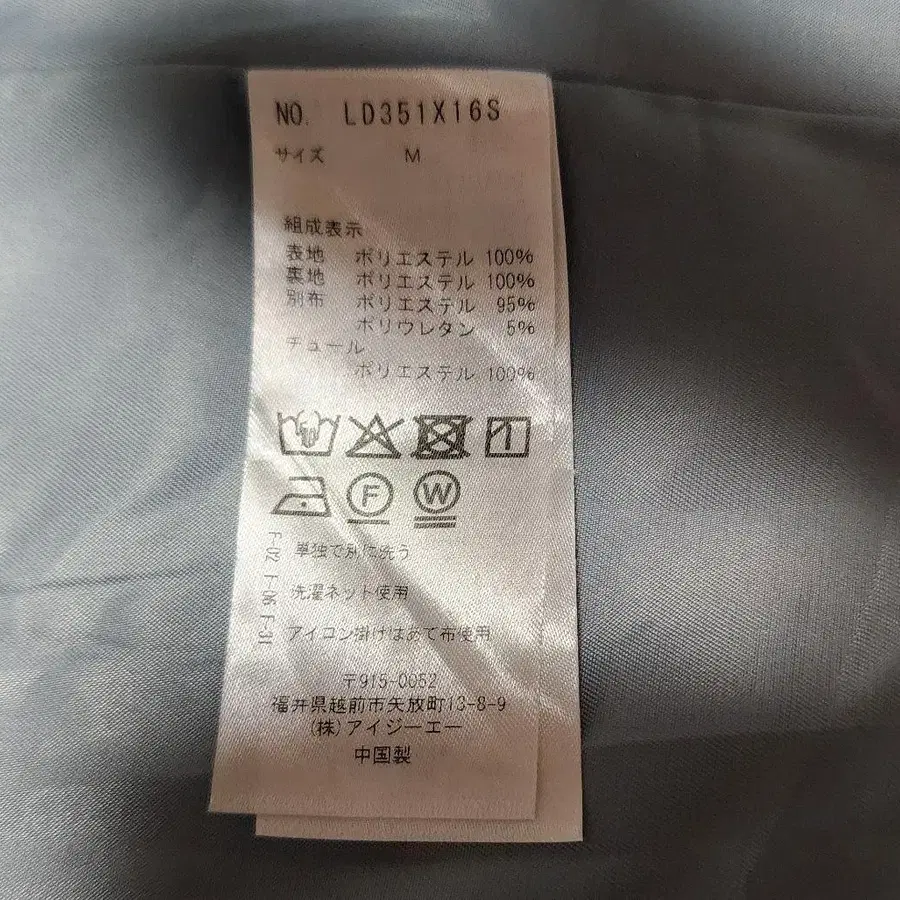 NO. LD351X16S
サイズ M
組成表示
表地 ポリエステル 100%
裏地 ポリエステル 100%
別布 ポリエステル 95%
ポリウレタン 5%
チュール
ポリエステル 100%
F W
単独で別に洗う
洗濯ネット使用
アイロン掛けはあて布使用
F-02 F-06 F-31
〒915-0052
福井県越前市矢放町13-8-9
(株)アイジーエー
中国製